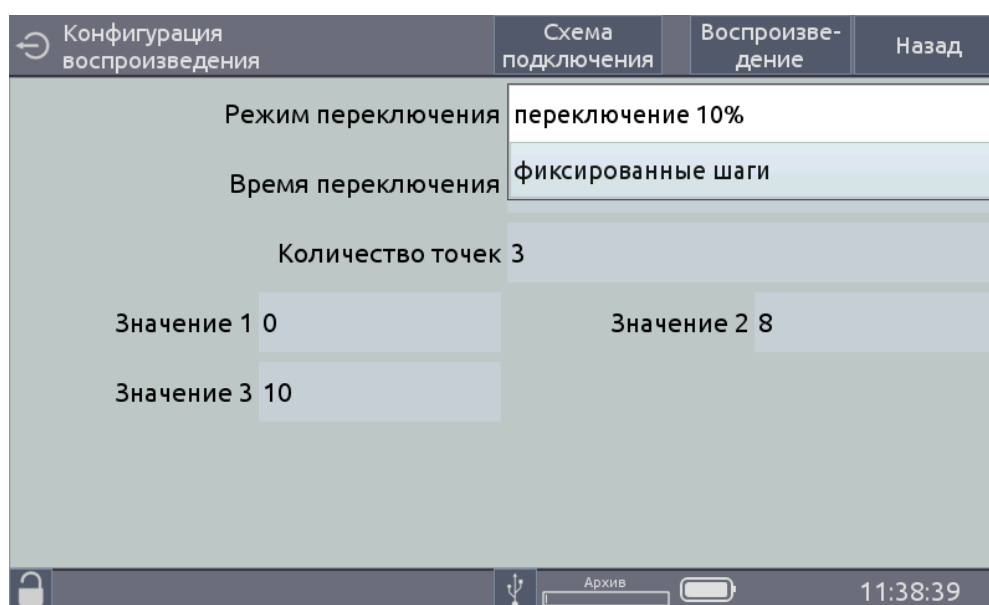 Конфигурация
воспроизведения
Схема
подключения
Воспроизве-
дение
Назад
Режим переключения
переключение 10%
фиксированные шаги
Время переключения
Количество точек 3
Значение 1 0
Значение 2 8
Значение 3 10
Архив
11:38:39